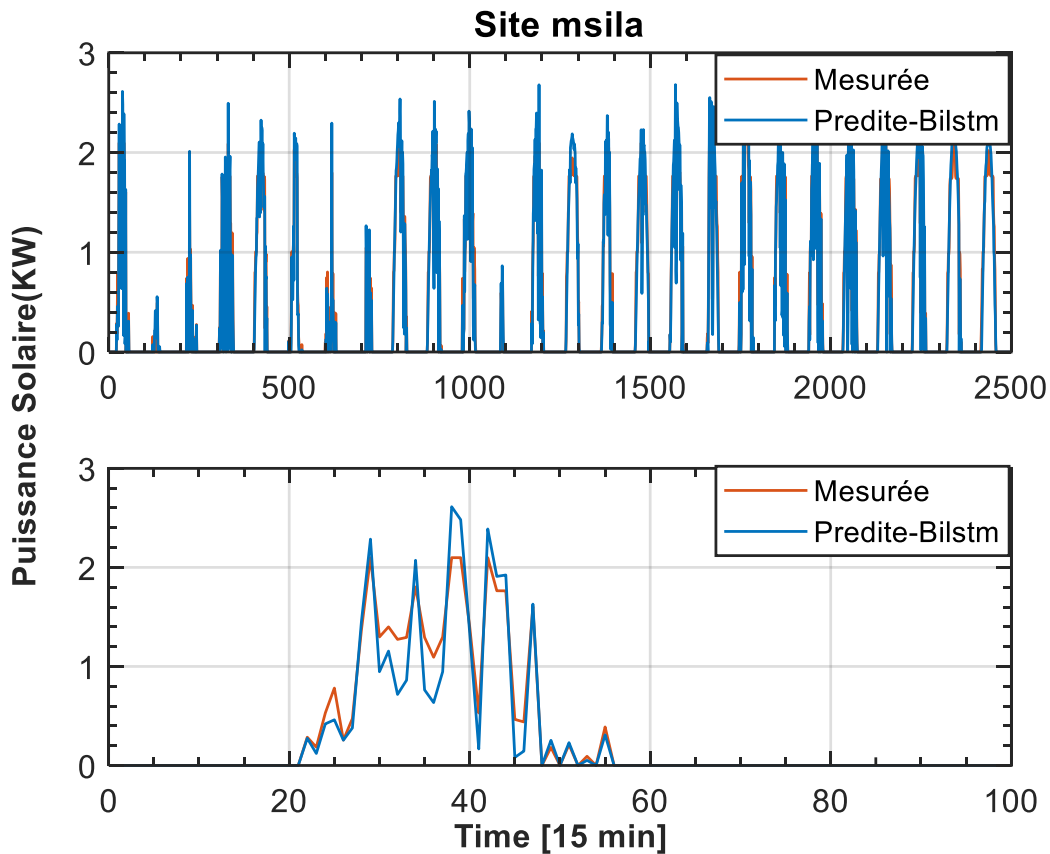 Site msila
Puissance Solaire(KW)
3
2
1
0
0 500 1000 1500 2000 2500
Mesurée
Predite-Bilstm
3
2
1
0
0 20 40 60 80 100
Mesurée
Predite-Bilstm
Time [15 min]